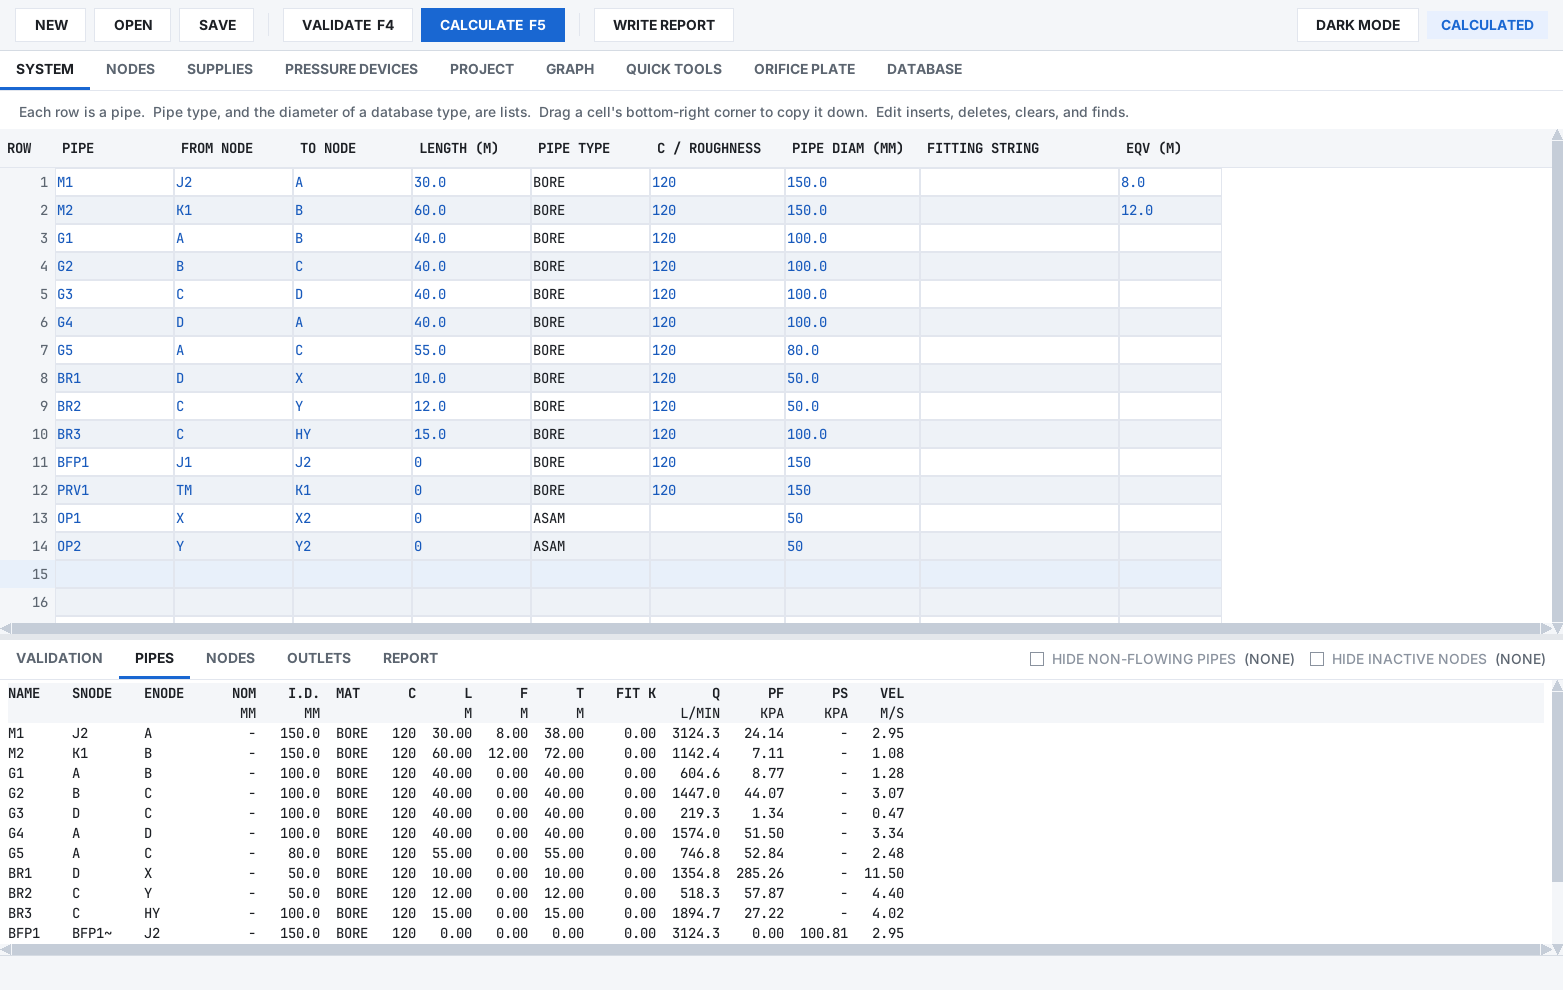 NEW OPEN SAVE VALIDATE F4 CALCULATE F5 WRITE REPORT DARK MODE CALCULATED
SYSTEM NODES SUPPLIES PRESSURE DEVICES PROJECT GRAPH QUICK TOOLS ORIFICE PLATE DATABASE
Each row is a pipe. Pipe type, and the diameter of a database type, are lists. Drag a cell's bottom-right corner to copy it down. Edit inserts, deletes, clears, and finds.
ROW PIPE FROM NODE TO NODE LENGTH (M) PIPE TYPE C / ROUGHNESS PIPE DIAM (MM) FITTING STRING EQV (M)
1 M1 J2 A 30.0 BORE 120 150.0 8.0
2 M2 K1 B 60.0 BORE 120 150.0 12.0
3 G1 A B 40.0 BORE 120 100.0
4 G2 B C 40.0 BORE 120 100.0
5 G3 C D 40.0 BORE 120 100.0
6 G4 D A 40.0 BORE 120 100.0
7 G5 A C 55.0 BORE 120 80.0
8 BR1 D X 10.0 BORE 120 50.0
9 BR2 C Y 12.0 BORE 120 50.0
10 BR3 C HY 15.0 BORE 120 100.0
11 BFP1 J1 J2 0 BORE 120 150
12 PRV1 TM K1 0 BORE 120 150
13 OP1 X X2 0 ASAM 50
14 OP2 Y Y2 0 ASAM 50
15
16
VALIDATION PIPES NODES OUTLETS REPORT HIDE NON-FLOWING PIPES (NONE) HIDE INACTIVE NODES (NONE)
NAME SNODE ENODE NOM I.D. MAT C L F T FIT K Q PF PS VEL
MM MM M M M L/MIN KPA KPA M/S
M1 J2 A - 150.0 BORE 120 30.00 8.00 38.00 0.00 3124.3 24.14 - 2.95
M2 K1 B - 150.0 BORE 120 60.00 12.00 72.00 0.00 1142.4 7.11 - 1.08
G1 A B - 100.0 BORE 120 40.00 0.00 40.00 0.00 604.6 8.77 - 1.28
G2 B C - 100.0 BORE 120 40.00 0.00 40.00 0.00 1447.0 44.07 - 3.07
G3 D C - 100.0 BORE 120 40.00 0.00 40.00 0.00 219.3 1.34 - 0.47
G4 A D - 100.0 BORE 120 40.00 0.00 40.00 0.00 1574.0 51.50 - 3.34
G5 A C - 80.0 BORE 120 55.00 0.00 55.00 0.00 746.8 52.84 - 2.48
BR1 D X - 50.0 BORE 120 10.00 0.00 10.00 0.00 1354.8 285.26 - 11.50
BR2 C Y - 50.0 BORE 120 12.00 0.00 12.00 0.00 518.3 57.87 - 4.40
BR3 C HY - 100.0 BORE 120 15.00 0.00 15.00 0.00 1894.7 27.22 - 4.02
BFP1 BFP1~ J2 - 150.0 BORE 120 0.00 0.00 0.00 0.00 3124.3 0.00 100.81 2.95